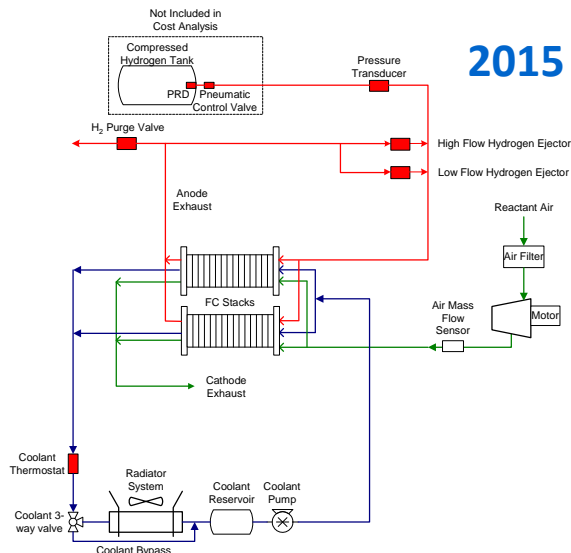 Not Included in
Cost Analysis
2015
Compressed
Hydrogen Tank
PRD
Pneumatic
Control Valve
Pressure
Transducer
H2 Purge Valve
High Flow Hydrogen Ejector
Low Flow Hydrogen Ejector
Anode
Exhaust
Reactant Air
Air Filter
FC Stacks
Air Mass
Flow
Sensor
Motor
Cathode
Exhaust
Coolant
Thermostat
Radiator
System
Coolant
Reservoir
Coolant
Pump
Coolant 3-
way valve
Coolant Bypass